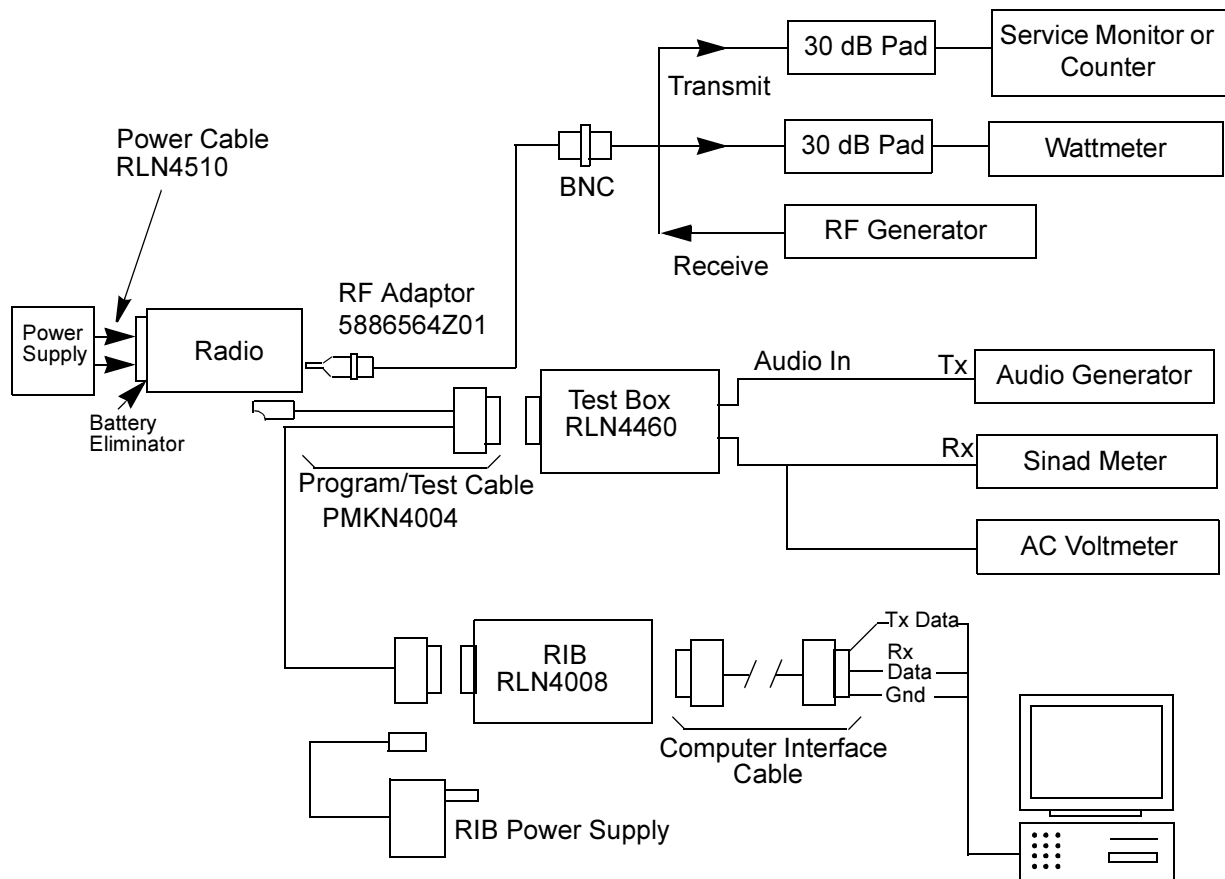 30 dB Pad
Service Monitor or
Counter
Transmit
Power Cable
RLN4510
30 dB Pad
Wattmeter
BNC
RF Generator
Receive
RF Adaptor
5886564Z01
Power
Supply
Radio
Battery
Eliminator
Audio In
Tx
Audio Generator
Test Box
RLN4460
Rx
Sinad Meter
Program/Test Cable
PMKN4004
AC Voltmeter
Tx Data
RIB
RLN4008
Rx
Data
Gnd
Computer Interface
Cable
RIB Power Supply